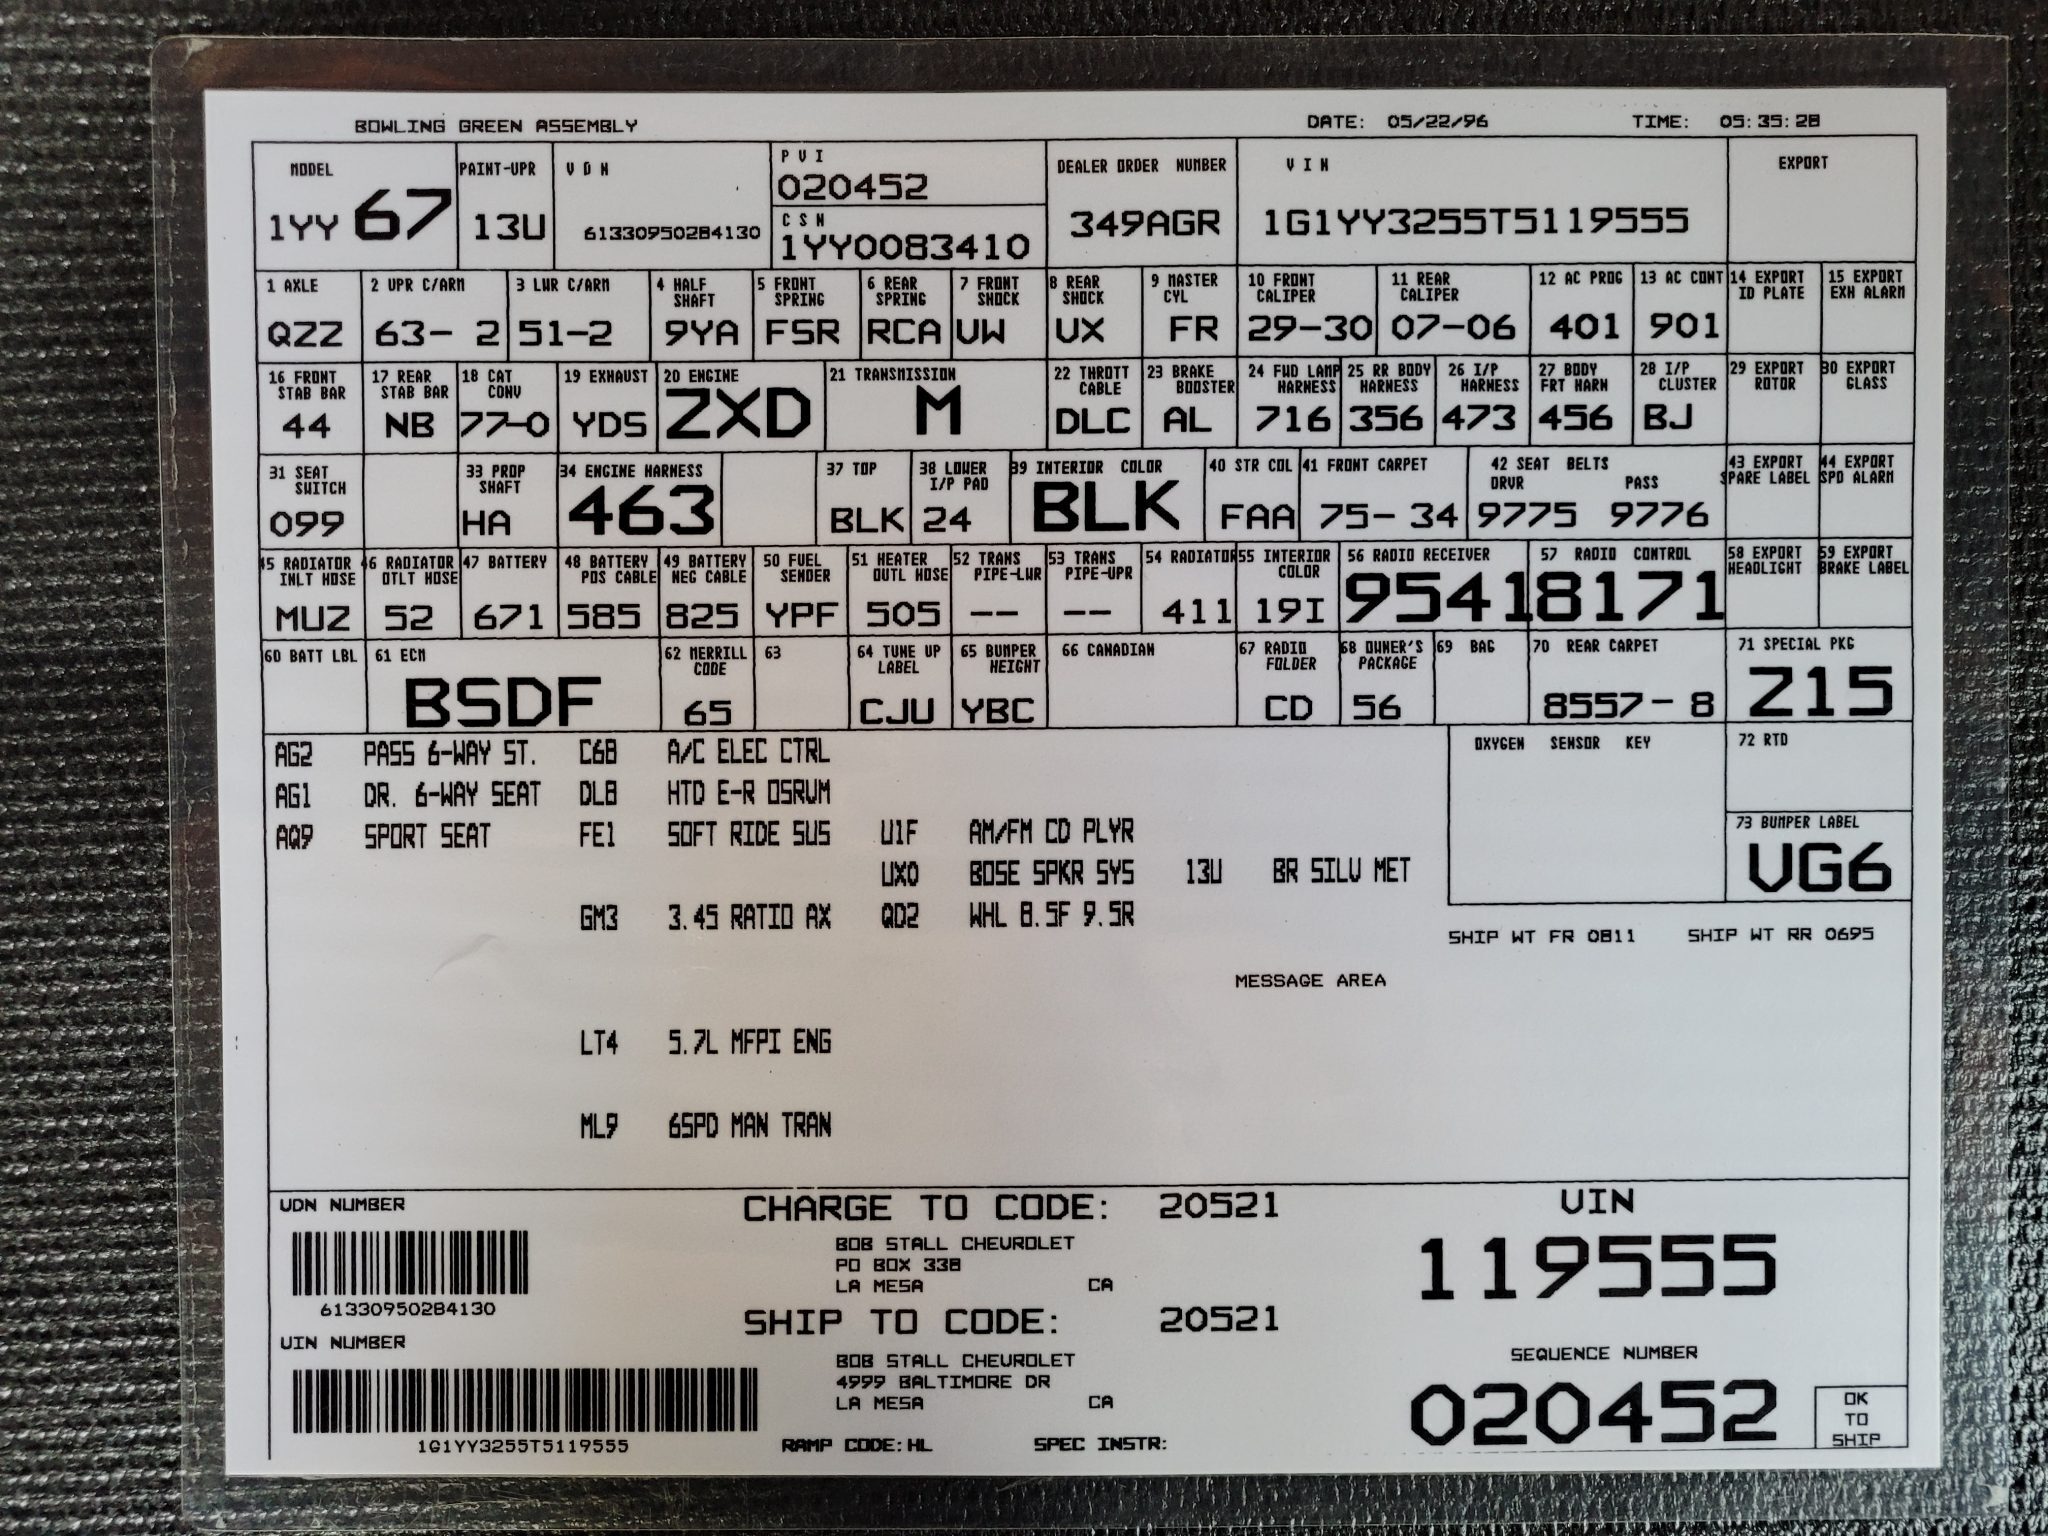 BOWLING GREEN ASSEMBLY DATE: 05/22/96 TIME: 05:35:28
MODEL PAINT-UPR VDN PVI DEALER ORDER NUMBER VIN EXPORT
020452
CSN
1YY 67 13U 61330950284130 1YY0083410 349AGR 1G1YY3255T5119555
1 AXLE 2 UPR C/ARM 3 LWR C/ARM 4 HALF SHAFT 5 FRONT SPRING 6 REAR SPRING 7 FRONT SHOCK 8 REAR SHOCK 9 MASTER CYL 10 FRONT CALIPER 11 REAR CALIPER 12 AC PROG 13 AC CONT 14 EXPORT ID PLATE 15 EXPORT EXH ALARM
QZZ 63- 2 51-2 9YA FSR RCA VW VX FR 29-30 07-06 401 901
16 FRONT STAB BAR 17 REAR STAB BAR 18 CAT CONV 19 EXHAUST 20 ENGINE 21 TRANSMISSION 22 THROTT CABLE 23 BRAKE BOOSTER 24 FWD LAMP HARNESS 25 RR BODY HARNESS 26 I/P HARNESS 27 BODY FRT HARN 28 I/P CLUSTER 29 EXPORT ROTOR 30 EXPORT GLASS
44 NB 77-0 YDS ZXD M DLC AL 716 356 473 456 BJ
31 SEAT SWITCH 33 PROP SHAFT 34 ENGINE HARNESS 37 TOP 38 LOWER I/P PAD 39 INTERIOR COLOR 40 STR COL 41 FRONT CARPET 42 SEAT BELTS DRVR PASS 43 EXPORT SPARE LABEL 44 EXPORT SPD ALARM
099 HA 463 BLK 24 BLK FAA 75- 34 9775 9776
45 RADIATOR INLT HOSE 46 RADIATOR OTLT HOSE 47 BATTERY 48 BATTERY POS CABLE 49 BATTERY NEG CABLE 50 FUEL SENDER 51 HEATER OUTL HOSE 52 TRANS PIPE-LWR 53 TRANS PIPE-UPR 54 RADIATOR 55 INTERIOR COLOR 56 RADIO RECEIVER 57 RADIO CONTROL 58 EXPORT HEADLIGHT 59 EXPORT BRAKE LABEL
MUZ 52 671 585 825 YPF 505 -- -- 411 19I 9541 8171
60 BATT LBL 61 ECM 62 MERRILL CODE 63 64 TUNE UP LABEL 65 BUMPER HEIGHT 66 CANADIAN 67 RADIO FOLDER 68 OWNER'S PACKAGE 69 BAG 70 REAR CARPET 71 SPECIAL PKG
BSDF 65 CJU YBC CD 56 8557- 8 Z15
AG2 PASS 6-WAY ST. C68 A/C ELEC CTRL OXYGEN SENSOR KEY 72 RTD
AG1 DR. 6-WAY SEAT DL8 HTD E-R OSRVM
AQ9 SPORT SEAT FE1 SOFT RIDE SUS U1F AM/FM CD PLYR 73 BUMPER LABEL
UX0 BOSE SPKR SYS 13U BR SILV MET VG6
GM3 3.45 RATIO AX QD2 WHL 8.5F 9.5R
SHIP WT FR 0811 SHIP WT RR 0695
MESSAGE AREA
LT4 5.7L MFPI ENG
ML9 6SPD MAN TRAN
VDN NUMBER CHARGE TO CODE: 20521 VIN
BOB STALL CHEVROLET
PO BOX 338
LA MESA CA
119555
61330950284130 SHIP TO CODE: 20521
VIN NUMBER SEQUENCE NUMBER
BOB STALL CHEVROLET
4999 BALTIMORE DR
LA MESA CA
020452
OK TO SHIP
1G1YY3255T5119555 RAMP CODE: HL SPEC INSTR: